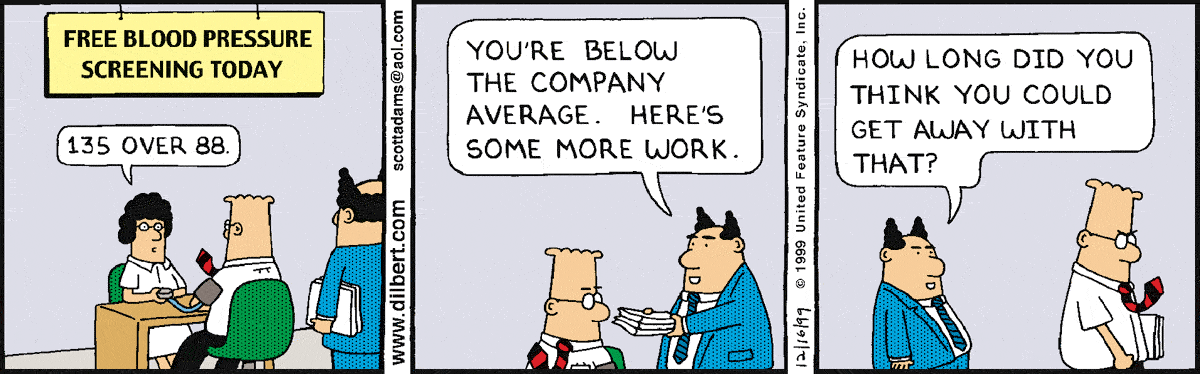 FREE BLOOD PRESSURE
SCREENING TODAY
135 OVER 88.
www.dilbert.com scottadams@aol.com
YOU'RE BELOW
THE COMPANY
AVERAGE. HERE'S
SOME MORE WORK.
12/16/99 © 1999 United Feature Syndicate, Inc.
HOW LONG DID YOU
THINK YOU COULD
GET AWAY WITH
THAT?